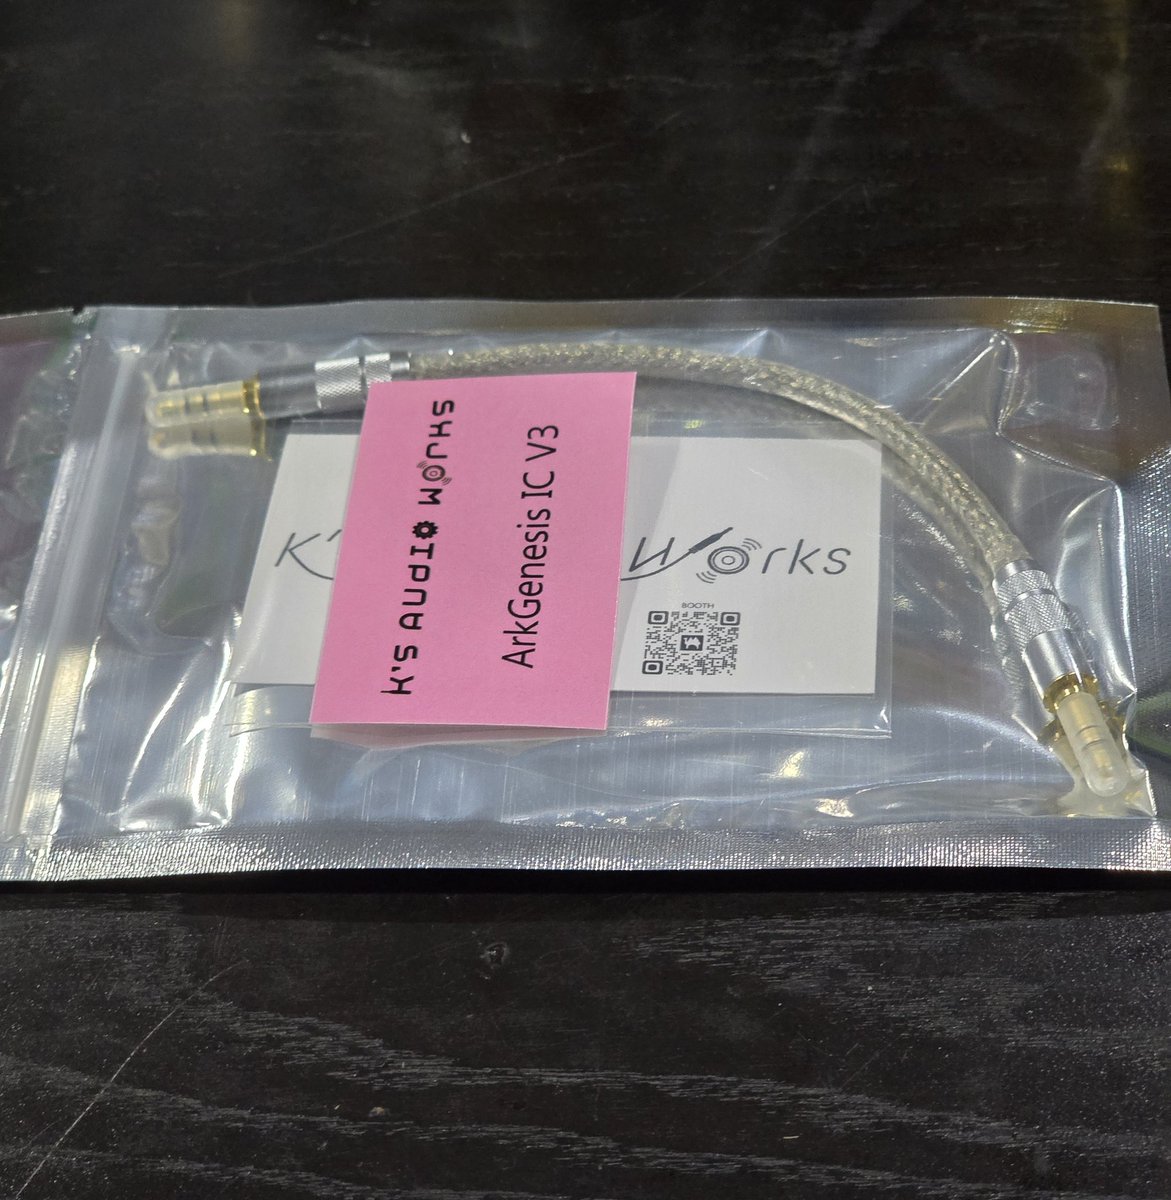 K's AUDIO WORKS
ArkGenesis IC V3
K'
Works
BOOTH